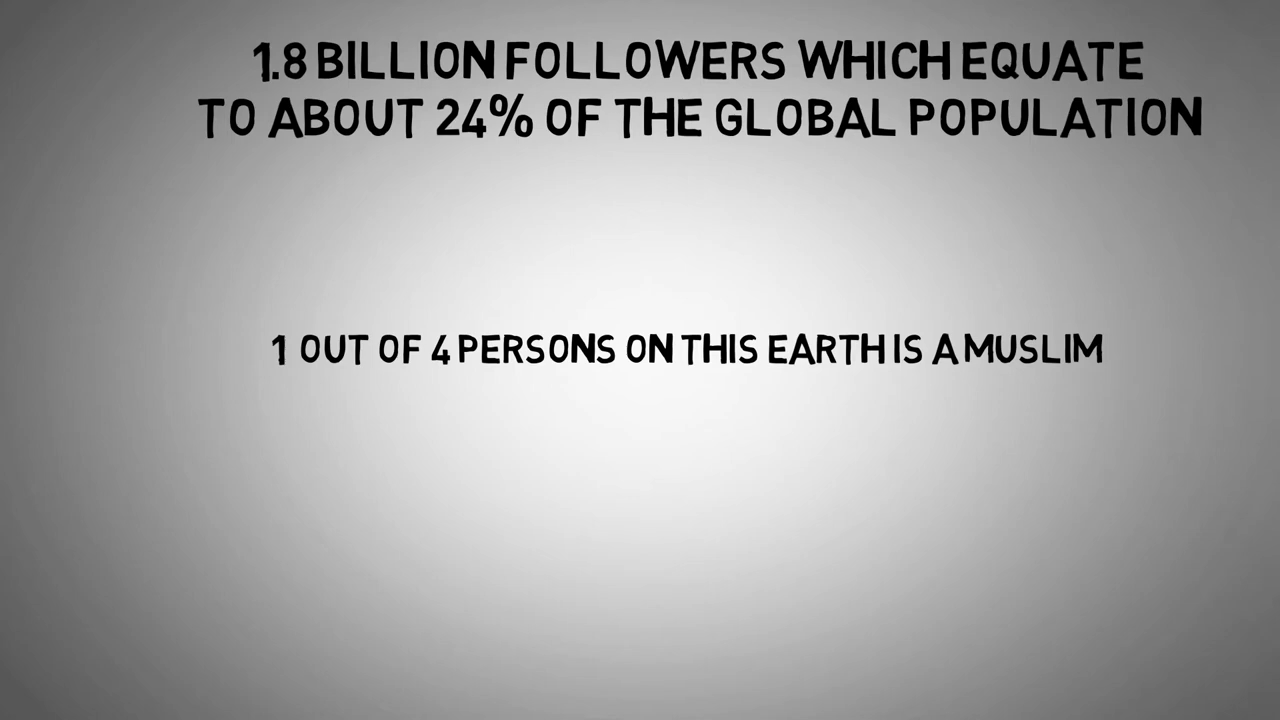 1.8 BILLION FOLLOWERS WHICH EQUATE
TO ABOUT 24% OF THE GLOBAL POPULATION
1 OUT OF 4 PERSONS ON THIS EARTH IS A MUSLIM